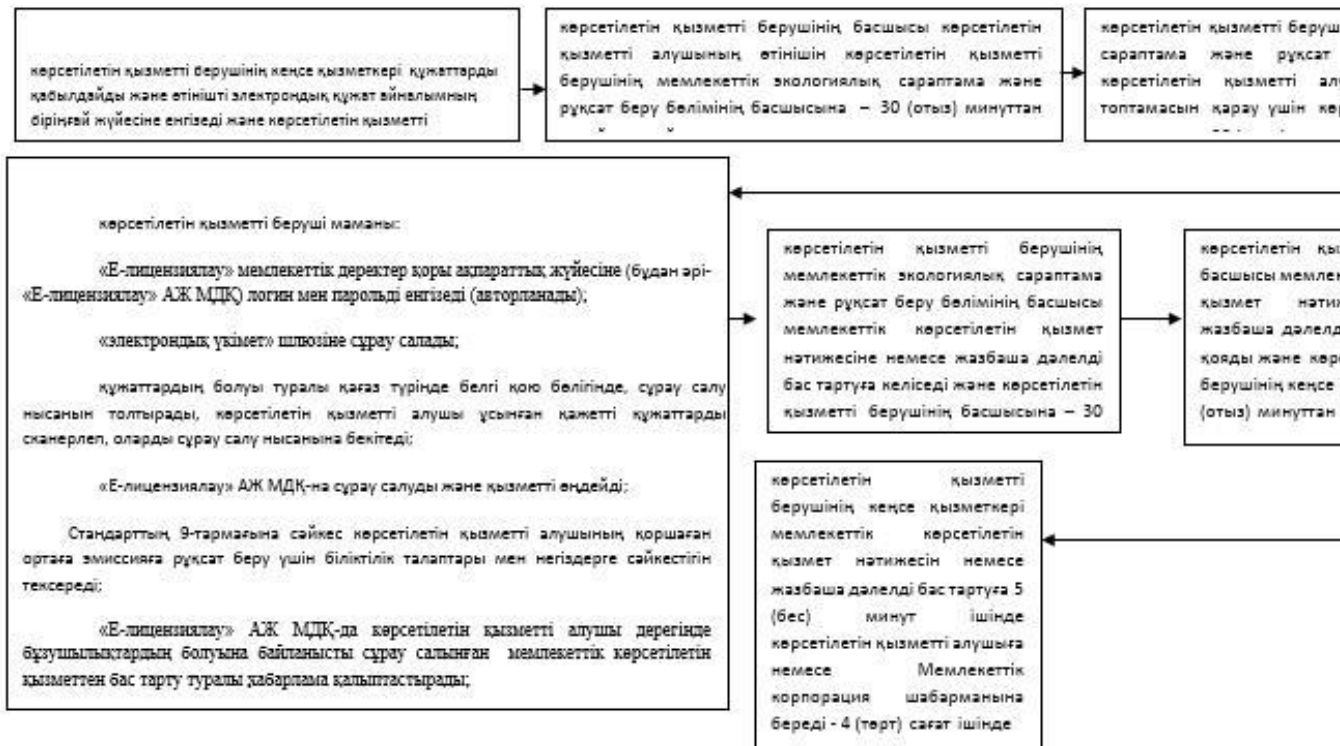 көрсетілетін қызметті берушінің кеңсе қызметкері құжаттарды
қабылдайды және өтінішті электрондық құжат айналымның
бірінғай жүйесіне енгізеді және көрсетілетін қызметті
көрсетілетін қызметті берушінің басшысы көрсетілетін
қызметті алушының өтінішін көрсетілетін қызметті
берушінің мемлекеттік экологиялық сараптама және
рұқсат беру бөлімінің басшысына – 30 (отыз) минуттан
көрсетілетін қызметті беруш
сараптама және рұқсат
көрсетілетін қызметті алу
топтамасын қарау үшін көр
көрсетілетін қызметті беруші маманы:
«Е-лицензиялау» мемлекеттік деректер қоры ақпараттық жүйесіне (бұдан әрі-
«Е-лицензиялау» АЖ МДҚ) логин мен парольді енгізеді (авторланады);
«электрондық үкімет» шлюзіне сұрау салады;
құжаттардың болуы туралы қағаз түрінде белгі қою бөлігінде, сұрау салу
нысанын толтырады, көрсетілетін қызметті алушы ұсынған қажетті құжаттарды
сканерлеп, оларды сұрау салу нысанына бекітеді;
«Е-лицензиялау» АЖ МДҚ-на сұрау салуды және қызметті өңдейді;
Стандарттың 9-тармағына сәйкес көрсетілетін қызметті алушының қоршаған
ортаға эмиссияға рұқсат беру үшін біліктілік талаптары мен негіздерге сәйкестігін
тексереді;
«Е-лицензиялау» АЖ МДҚ-да көрсетілетін қызметті алушы дерегінде
бұзушылықтардың болуына байланысты сұрау салынған мемлекеттік көрсетілетін
қызметтен бас тарту туралы хабарлама қалыптастырады;
көрсетілетін қызметті берушінің
мемлекеттік экологиялық сараптама
және рұқсат беру бөлімінің басшысы
мемлекеттік көрсетілетін қызмет
нәтижесіне немесе жазбаша дәлелді
бас тартуға келіседі және көрсетілетін
қызметті берушінің басшысына – 30
көрсетілетін қы
басшысы мемлек
қызмет нәтиж
жазбаша дәлелд
қояды және көрс
берушінің кеңсе
(отыз) минуттан
көрсетілетін қызметті
берушінің кеңсе қызметкері
мемлекеттік көрсетілетін
қызмет нәтижесін немесе
жазбаша дәлелді бас тартуға 5
(бес) минут ішінде
көрсетілетін қызметті алушыға
немесе Мемлекеттік
корпорация шабарманына
береді - 4 (төрт) сағат ішінде